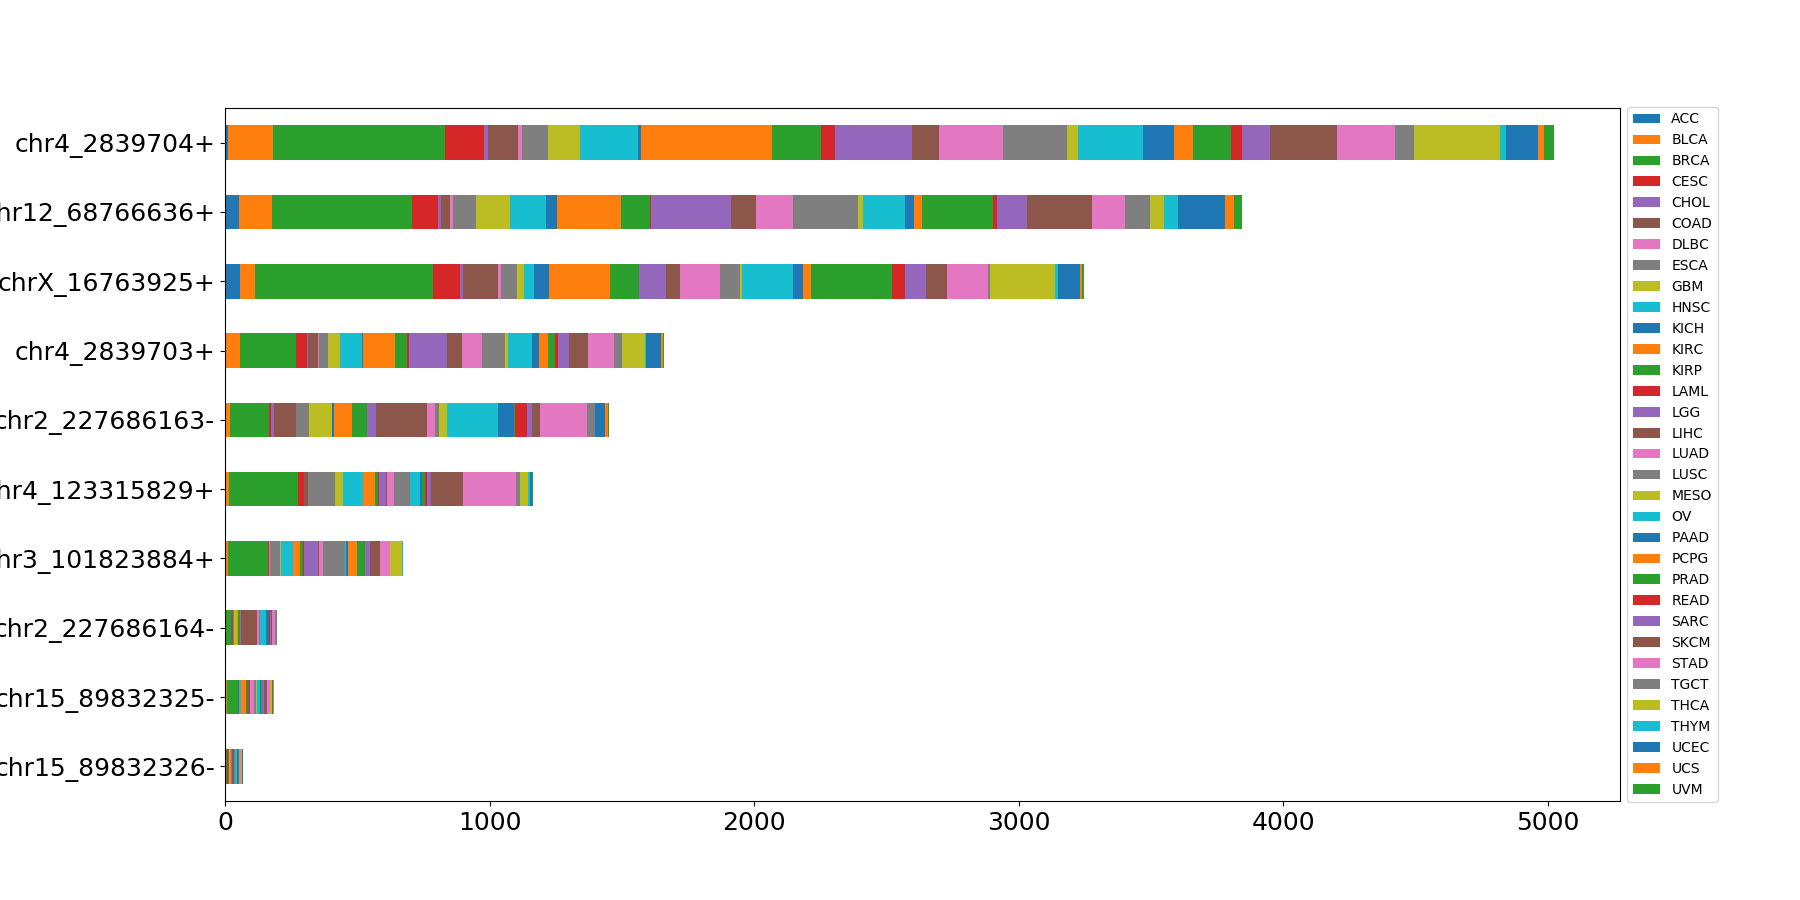 chr4_2839704+
hr12_68766636+
chrX_16763925+
chr4_2839703+
chr2_227686163-
hr4_123315829+
hr3_101823884+
chr2_227686164-
chr15_89832325-
chr15_89832326-
0 1000 2000 3000 4000 5000
ACC
BLCA
BRCA
CESC
CHOL
COAD
DLBC
ESCA
GBM
HNSC
KICH
KIRC
KIRP
LAML
LGG
LIHC
LUAD
LUSC
MESO
OV
PAAD
PCPG
PRAD
READ
SARC
SKCM
STAD
TGCT
THCA
THYM
UCEC
UCS
UVM